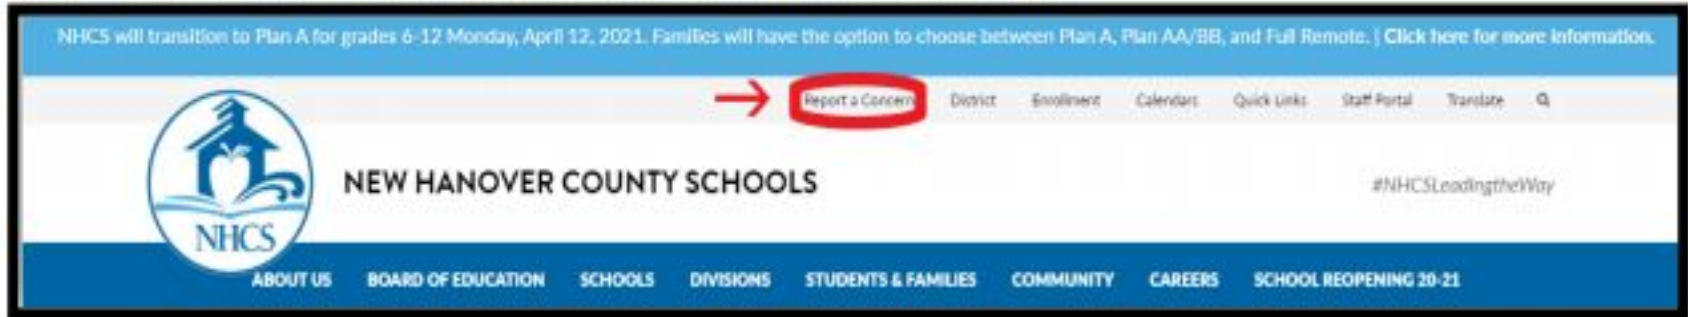 NHCS will transition to Plan A for grades 6-12 Monday, April 12, 2021. Families will have the option to choose between Plan A, Plan AA/BB, and Full Remote. | Click here for more information.
Report a Concern District Enrollment Calendars Quick Links Staff Portal Translate
NEW HANOVER COUNTY SCHOOLS
#NHCSLeadingtheWay
NHCS
ABOUT US BOARD OF EDUCATION SCHOOLS DIVISIONS STUDENTS & FAMILIES COMMUNITY CAREERS SCHOOL REOPENING 20-21